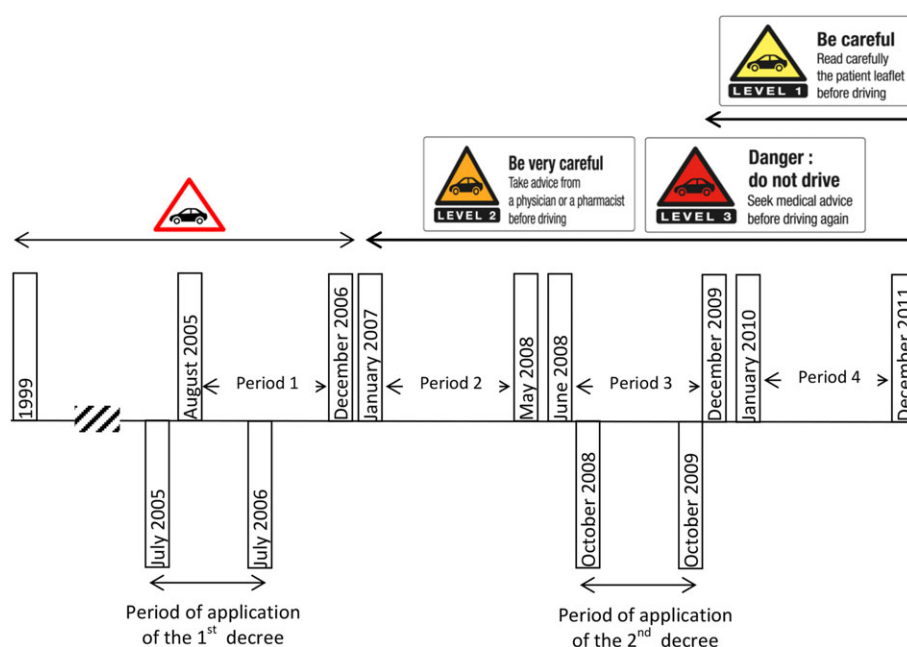 Be careful
Read carefully
the patient leaflet
before driving
LEVEL 1
Be very careful
Take advice from
a physician or a pharmacist
before driving
LEVEL 2
Danger :
do not drive
Seek medical advice
before driving again
LEVEL 3
1999
August 2005
Period 1
December 2006
January 2007
Period 2
May 2008
June 2008
Period 3
December 2009
January 2010
Period 4
December 2011
July 2005
July 2006
October 2008
October 2009
Period of application
of the 1st decree
Period of application
of the 2nd decree